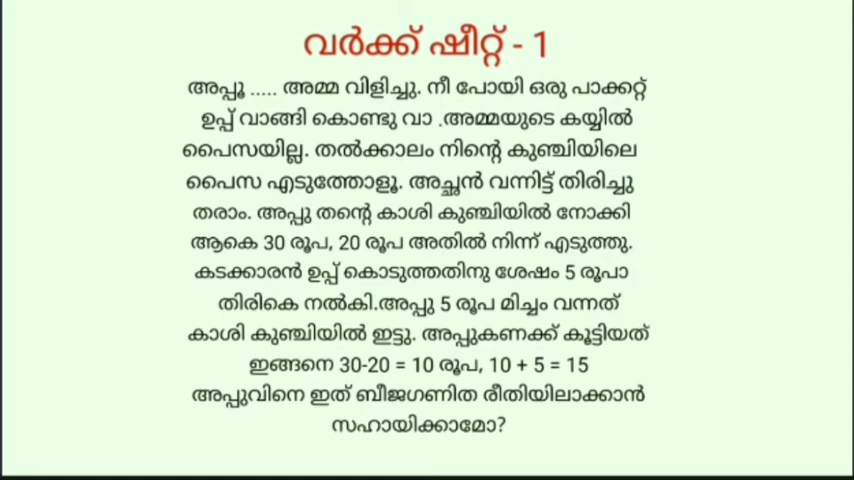 വർക്ക് ഷീറ്റ് - 1
അപ്പൂ ..... അമ്മ വിളിച്ചു. നീ പോയി ഒരു പാക്കറ്റ്
ഉപ്പ് വാങ്ങി കൊണ്ടു വാ .അമ്മയുടെ കയ്യിൽ
പൈസയില്ല. തൽക്കാലം നിന്റെ കുഞ്ചിയിലെ
പൈസ എടുത്തോളൂ. അച്ഛൻ വന്നിട്ട് തിരിച്ചു
തരാം. അപ്പു തന്റെ കാശി കുഞ്ചിയിൽ നോക്കി
ആകെ 30 രൂപ, 20 രൂപ അതിൽ നിന്ന് എടുത്തു.
കടക്കാരൻ ഉപ്പ് കൊടുത്തതിനു ശേഷം 5 രൂപാ
തിരികെ നൽകി.അപ്പു 5 രൂപ മിച്ചം വന്നത്
കാശി കുഞ്ചിയിൽ ഇട്ടു. അപ്പുകണക്ക് കൂട്ടിയത്
ഇങ്ങനെ 30-20 = 10 രൂപ, 10 + 5 = 15
അപ്പുവിനെ ഇത് ബീജഗണിത രീതിയിലാക്കാൻ
സഹായിക്കാമോ?